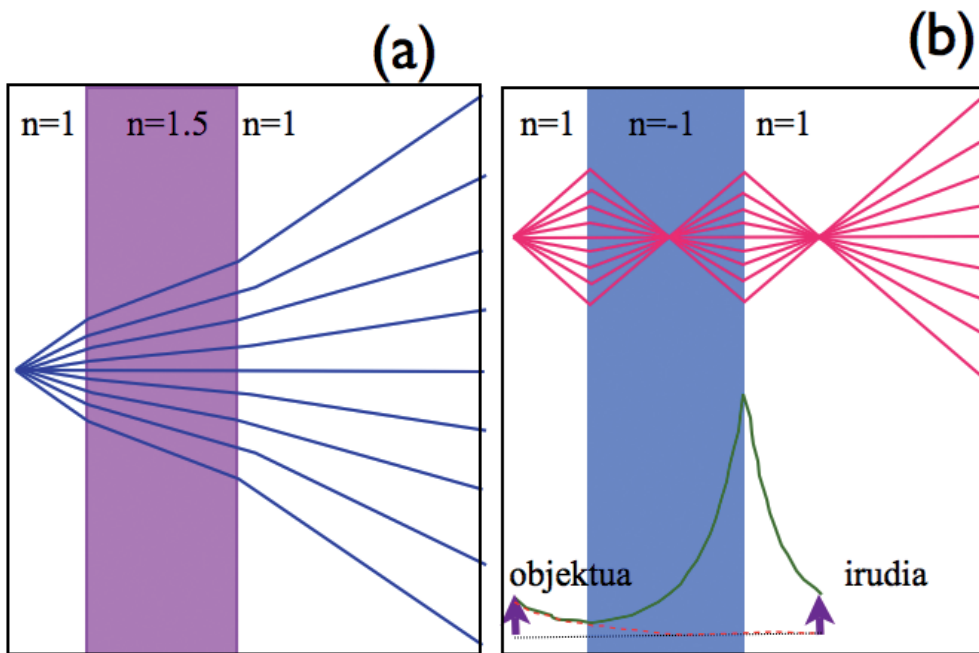 (a)
n=1 n=1.5 n=1
(b)
n=1 n=-1 n=1
objektua irudia